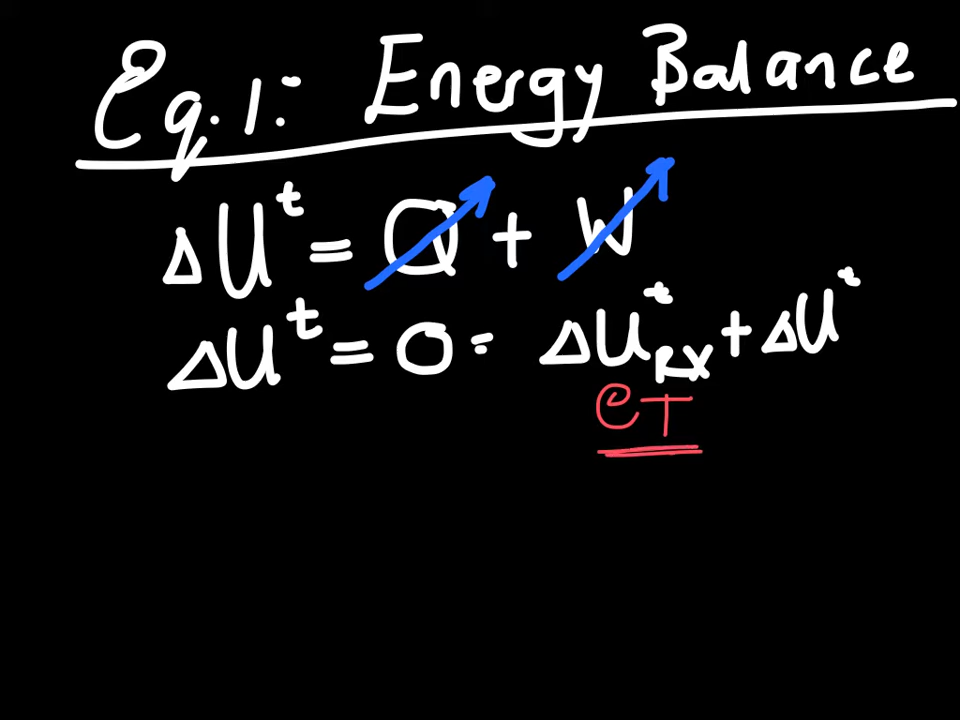 Eq. 1: Energy Balance
ΔU^t = Q + W
ΔU^t = 0 = ΔU^t_RX + ΔU^t
@T